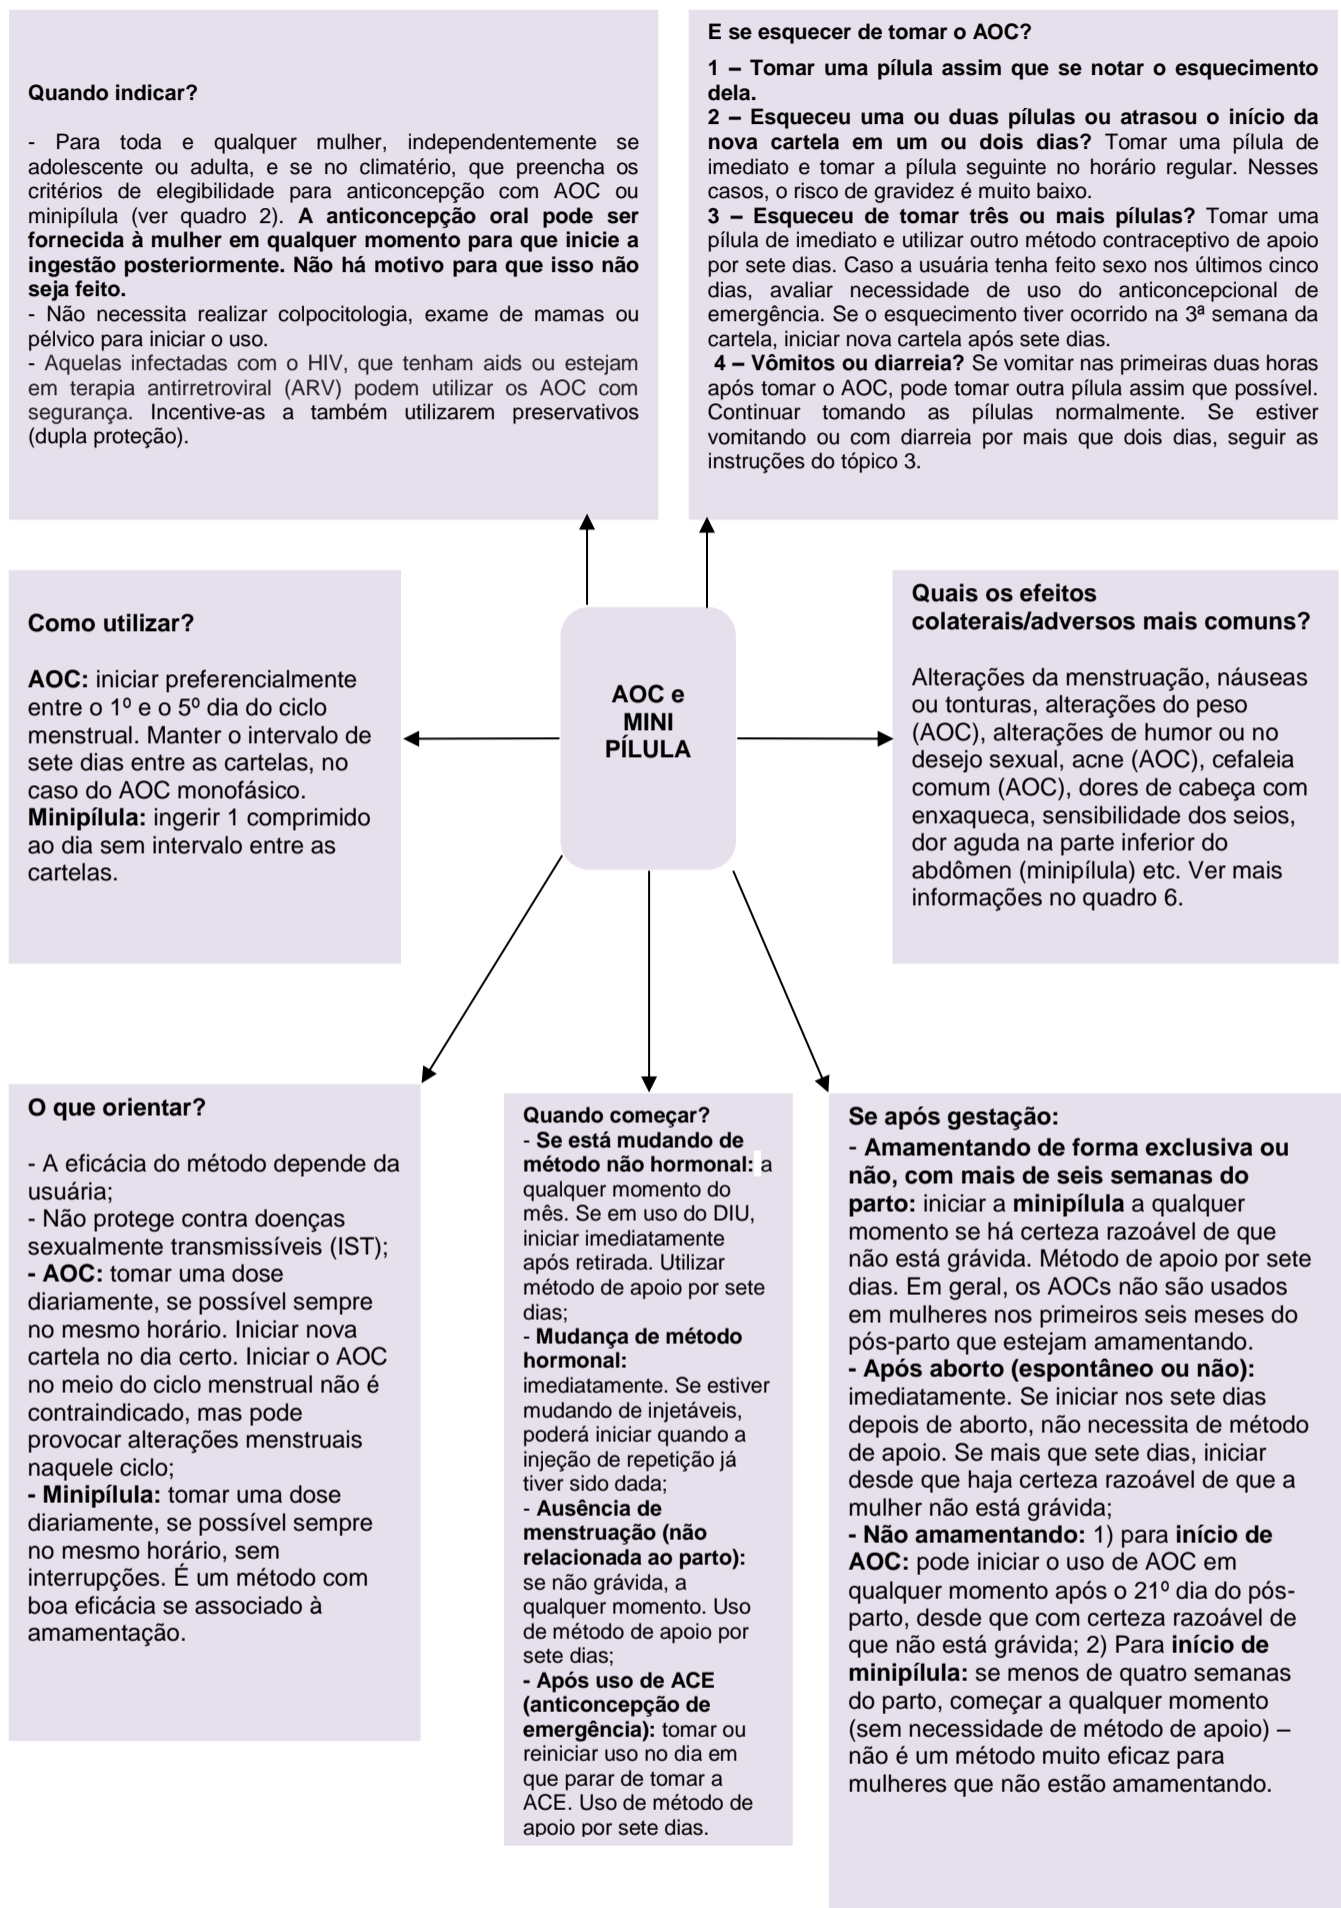 Quando indicar?
- Para toda e qualquer mulher, independentemente se
adolescente ou adulta, e se no climatério, que preencha os
critérios de elegibilidade para anticoncepção com AOC ou
minipílula (ver quadro 2). A anticoncepção oral pode ser
fornecida à mulher em qualquer momento para que inicie a
ingestão posteriormente. Não há motivo para que isso não
seja feito.
- Não necessita realizar colpocitologia, exame de mamas ou
pélvico para iniciar o uso.
- Aquelas infectadas com o HIV, que tenham aids ou estejam
em terapia antirretroviral (ARV) podem utilizar os AOC com
segurança. Incentive-as a também utilizarem preservativos
(dupla proteção).
E se esquecer de tomar o AOC?
1 – Tomar uma pílula assim que se notar o esquecimento
dela.
2 – Esqueceu uma ou duas pílulas ou atrasou o início da
nova cartela em um ou dois dias? Tomar uma pílula de
imediato e tomar a pílula seguinte no horário regular. Nesses
casos, o risco de gravidez é muito baixo.
3 – Esqueceu de tomar três ou mais pílulas? Tomar uma
pílula de imediato e utilizar outro método contraceptivo de apoio
por sete dias. Caso a usuária tenha feito sexo nos últimos cinco
dias, avaliar necessidade de uso do anticoncepcional de
emergência. Se o esquecimento tiver ocorrido na 3ª semana da
cartela, iniciar nova cartela após sete dias.
4 – Vômitos ou diarreia? Se vomitar nas primeiras duas horas
após tomar o AOC, pode tomar outra pílula assim que possível.
Continuar tomando as pílulas normalmente. Se estiver
vomitando ou com diarreia por mais que dois dias, seguir as
instruções do tópico 3.
Como utilizar?
AOC: iniciar preferencialmente
entre o 1º e o 5º dia do ciclo
menstrual. Manter o intervalo de
sete dias entre as cartelas, no
caso do AOC monofásico.
Minipílula: ingerir 1 comprimido
ao dia sem intervalo entre as
cartelas.
AOC e
MINI
PÍLULA
Quais os efeitos
colaterais/adversos mais comuns?
Alterações da menstruação, náuseas
ou tonturas, alterações do peso
(AOC), alterações de humor ou no
desejo sexual, acne (AOC), cefaleia
comum (AOC), dores de cabeça com
enxaqueca, sensibilidade dos seios,
dor aguda na parte inferior do
abdômen (minipílula) etc. Ver mais
informações no quadro 6.
O que orientar?
- A eficácia do método depende da
usuária;
- Não protege contra doenças
sexualmente transmissíveis (IST);
- AOC: tomar uma dose
diariamente, se possível sempre
no mesmo horário. Iniciar nova
cartela no dia certo. Iniciar o AOC
no meio do ciclo menstrual não é
contraindicado, mas pode
provocar alterações menstruais
naquele ciclo;
- Minipílula: tomar uma dose
diariamente, se possível sempre
no mesmo horário, sem
interrupções. É um método com
boa eficácia se associado à
amamentação.
Quando começar?
- Se está mudando de
método não hormonal: a
qualquer momento do
mês. Se em uso do DIU,
iniciar imediatamente
após retirada. Utilizar
método de apoio por sete
dias;
- Mudança de método
hormonal:
imediatamente. Se estiver
mudando de injetáveis,
poderá iniciar quando a
injeção de repetição já
tiver sido dada;
- Ausência de
menstruação (não
relacionada ao parto):
se não grávida, a
qualquer momento. Uso
de método de apoio por
sete dias;
- Após uso de ACE
(anticoncepção de
emergência): tomar ou
reiniciar uso no dia em
que parar de tomar a
ACE. Uso de método de
apoio por sete dias.
Se após gestação:
- Amamentando de forma exclusiva ou
não, com mais de seis semanas do
parto: iniciar a minipílula a qualquer
momento se há certeza razoável de que
não está grávida. Método de apoio por sete
dias. Em geral, os AOCs não são usados
em mulheres nos primeiros seis meses do
pós-parto que estejam amamentando.
- Após aborto (espontâneo ou não):
imediatamente. Se iniciar nos sete dias
depois de aborto, não necessita de método
de apoio. Se mais que sete dias, iniciar
desde que haja certeza razoável de que a
mulher não está grávida;
- Não amamentando: 1) para início de
AOC: pode iniciar o uso de AOC em
qualquer momento após o 21º dia do pós-
parto, desde que com certeza razoável de
que não está grávida; 2) Para início de
minipílula: se menos de quatro semanas
do parto, começar a qualquer momento
(sem necessidade de método de apoio) –
não é um método muito eficaz para
mulheres que não estão amamentando.